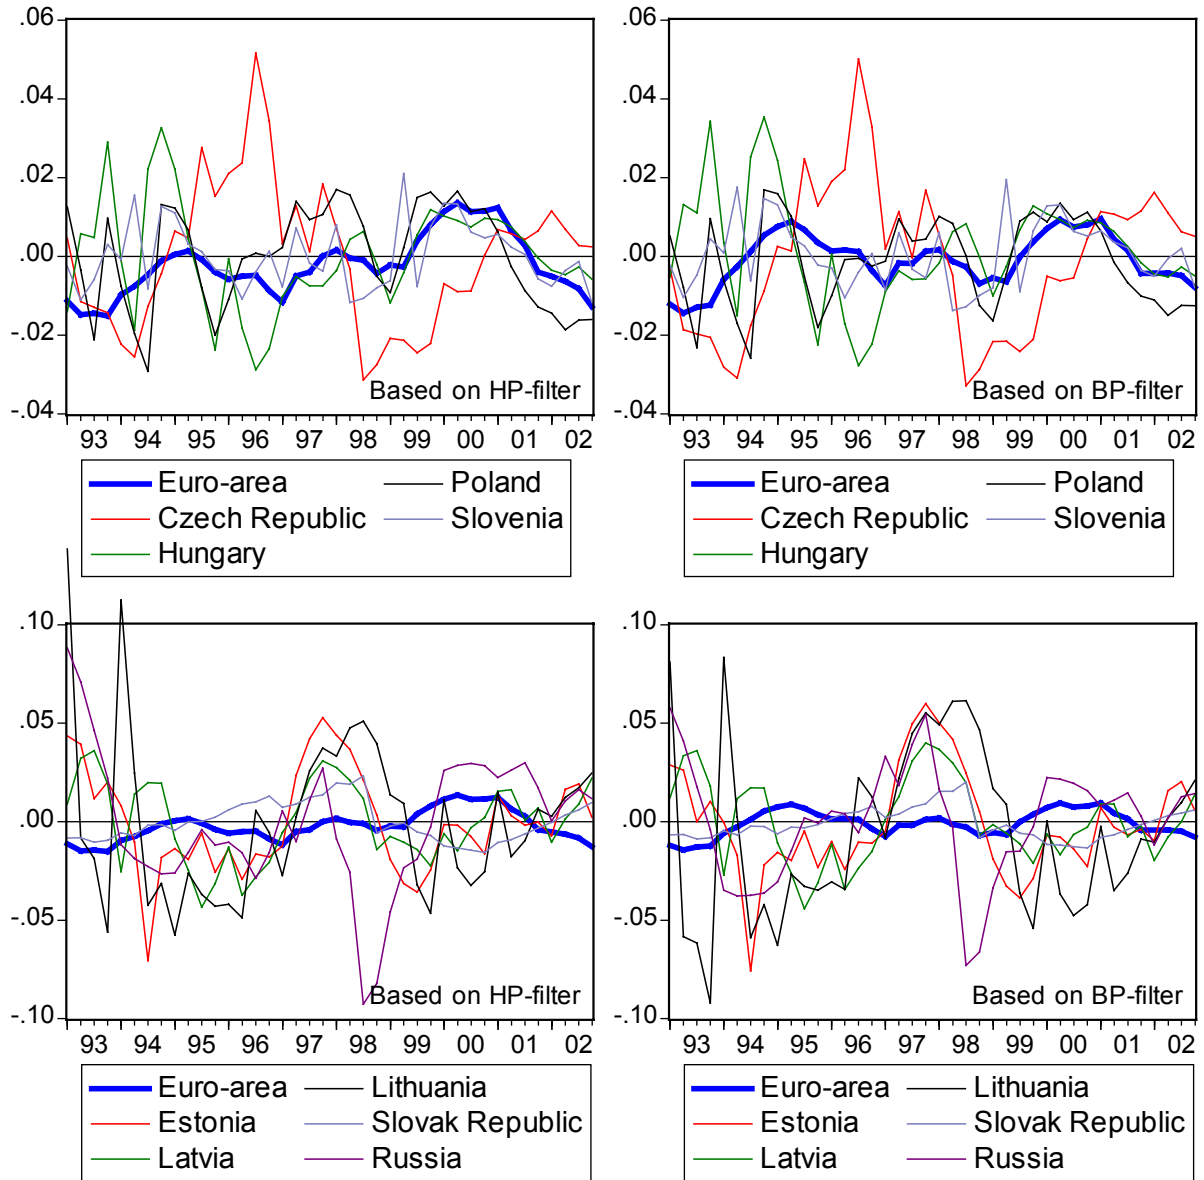 .06
.04
.02
.00
-.02
-.04
Based on HP-filter
93 94 95 96 97 98 99 00 01 02
Euro-area Poland
Czech Republic Slovenia
Hungary
.06
.04
.02
.00
-.02
-.04
Based on BP-filter
93 94 95 96 97 98 99 00 01 02
Euro-area Poland
Czech Republic Slovenia
Hungary
.10
.05
.00
-.05
-.10
Based on HP-filter
93 94 95 96 97 98 99 00 01 02
Euro-area Lithuania
Estonia Slovak Republic
Latvia Russia
.10
.05
.00
-.05
-.10
Based on BP-filter
93 94 95 96 97 98 99 00 01 02
Euro-area Lithuania
Estonia Slovak Republic
Latvia Russia